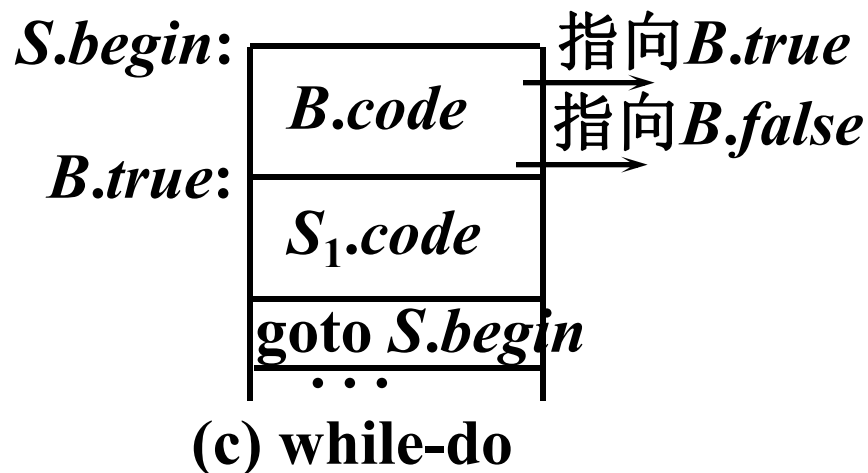 S.begin:
指向B.true
B.code
指向B.false
B.true:
S₁.code
goto S.begin
...
(c) while-do